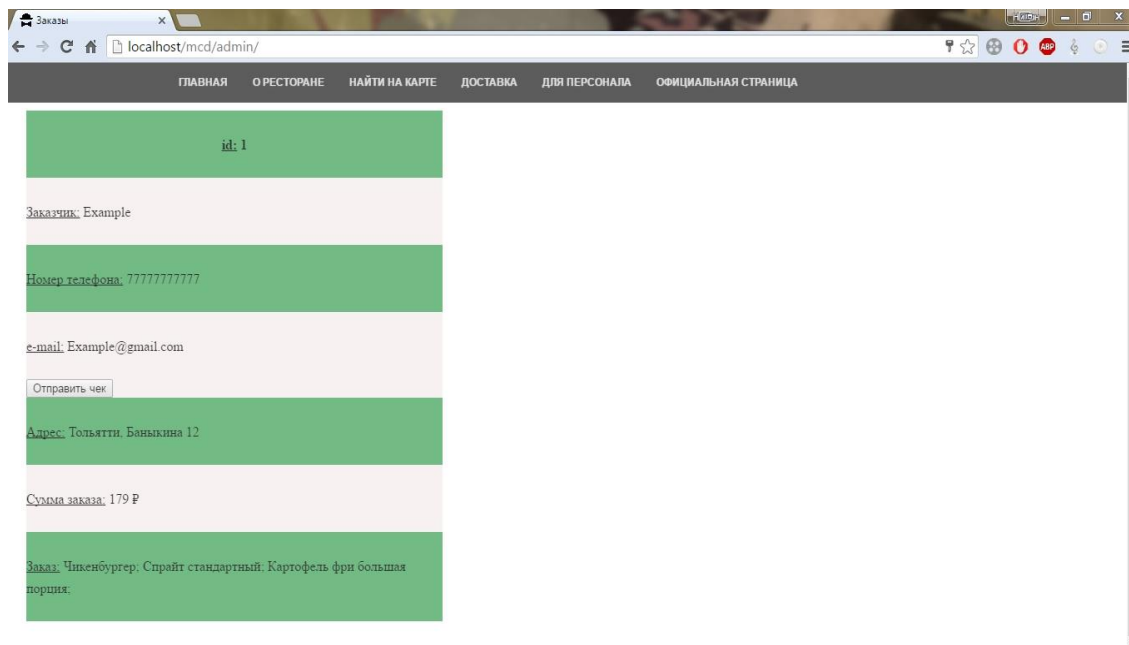 Заказы
localhost/mcd/admin/
ABP
ГЛАВНАЯ О РЕСТОРАНЕ НАЙТИ НА КАРТЕ ДОСТАВКА ДЛЯ ПЕРСОНАЛА ОФИЦИАЛЬНАЯ СТРАНИЦА
id: 1
Заказчик: Example
Номер телефона: 77777777777
e-mail: Example@gmail.com
Отправить чек
Адрес: Тольятти, Баныкина 12
Сумма заказа: 179 ₽
Заказ: Чикенбургер; Спрайт стандартный; Картофель фри большая
порция;